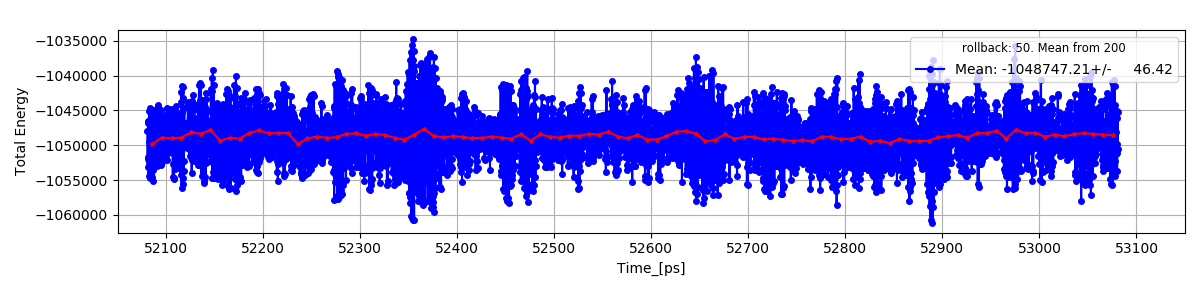 rollback: 50. Mean from 200
Mean: -1048747.21+/-     46.42
Total Energy
−1035000
−1040000
−1045000
−1050000
−1055000
−1060000
52100 52200 52300 52400 52500 52600 52700 52800 52900 53000 53100
Time_[ps]